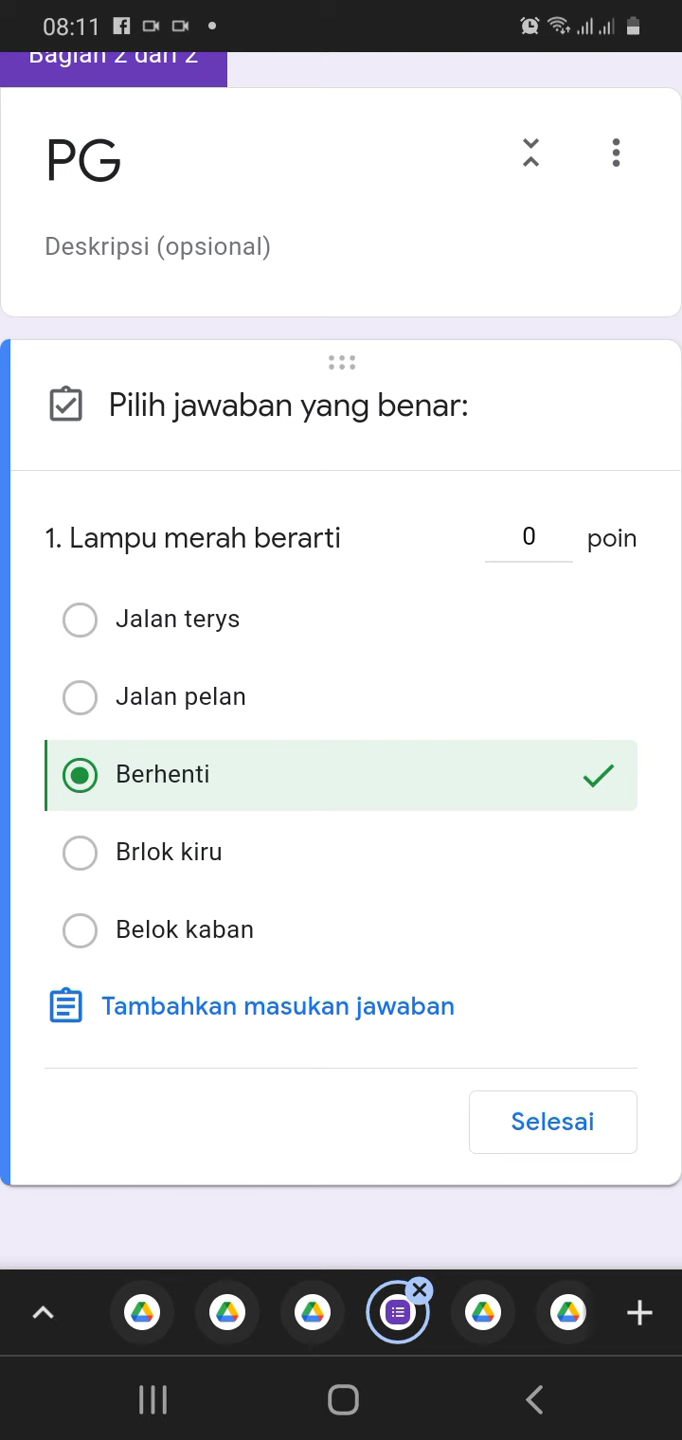 08:11
Bagian 2 dari 2
PG
Deskripsi (opsional)
Pilih jawaban yang benar:
1. Lampu merah berarti 0 poin
Jalan terys
Jalan pelan
Berhenti
Brlok kiru
Belok kaban
Tambahkan masukan jawaban
Selesai